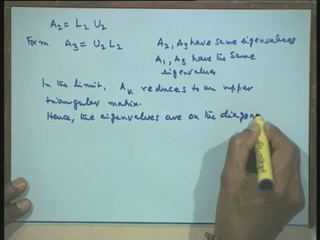 A₂ = L₂ U₂
Form A₃ = U₂ L₂ A₂, A₃ have same eigenvalues
A₁, A₃ have the same
eigenvalues
In the limit, Aₖ reduces to an upper
triangular matrix.
Hence, the eigenvalues are on the diagon